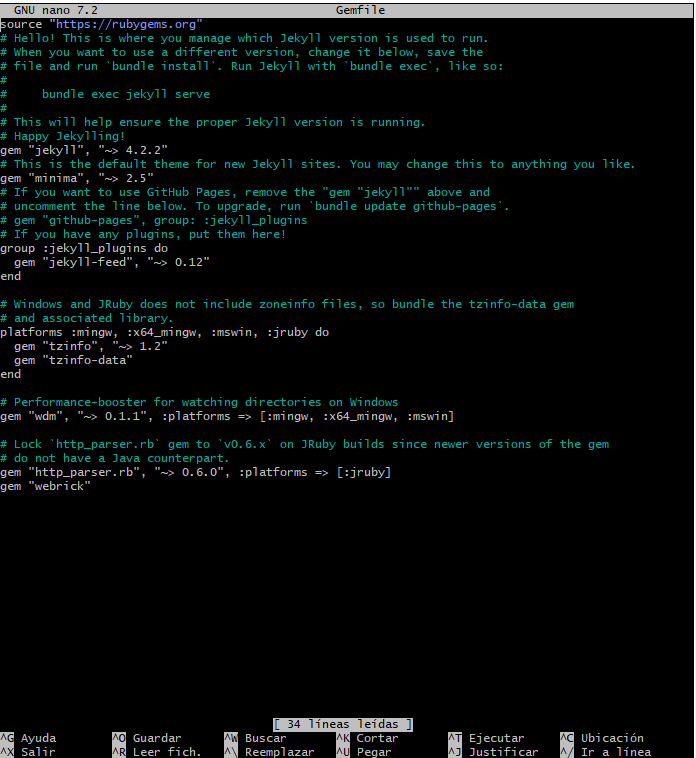 GNU nano 7.2 Gemfile
source "https://rubygems.org"
# Hello! This is where you manage which Jekyll version is used to run.
# When you want to use a different version, change it below, save the
# file and run `bundle install`. Run Jekyll with `bundle exec`, like so:
#
#     bundle exec jekyll serve
#
# This will help ensure the proper Jekyll version is running.
# Happy Jekylling!
gem "jekyll", "~> 4.2.2"
# This is the default theme for new Jekyll sites. You may change this to anything you like.
gem "minima", "~> 2.5"
# If you want to use GitHub Pages, remove the "gem "jekyll"" above and
# uncomment the line below. To upgrade, run `bundle update github-pages`.
# gem "github-pages", group: :jekyll_plugins
# If you have any plugins, put them here!
group :jekyll_plugins do
  gem "jekyll-feed", "~> 0.12"
end

# Windows and JRuby does not include zoneinfo files, so bundle the tzinfo-data gem
# and associated library.
platforms :mingw, :x64_mingw, :mswin, :jruby do
  gem "tzinfo", "~> 1.2"
  gem "tzinfo-data"
end

# Performance-booster for watching directories on Windows
gem "wdm", "~> 0.1.1", :platforms => [:mingw, :x64_mingw, :mswin]

# Lock `http_parser.rb` gem to `v0.6.x` on JRuby builds since newer versions of the gem
# do not have a Java counterpart.
gem "http_parser.rb", "~> 0.6.0", :platforms => [:jruby]
gem "webrick"
[ 34 líneas leídas ]
^G Ayuda ^O Guardar ^W Buscar ^K Cortar ^T Ejecutar ^C Ubicación
^X Salir ^R Leer fich. ^\ Reemplazar ^U Pegar ^J Justificar ^/ Ir a línea